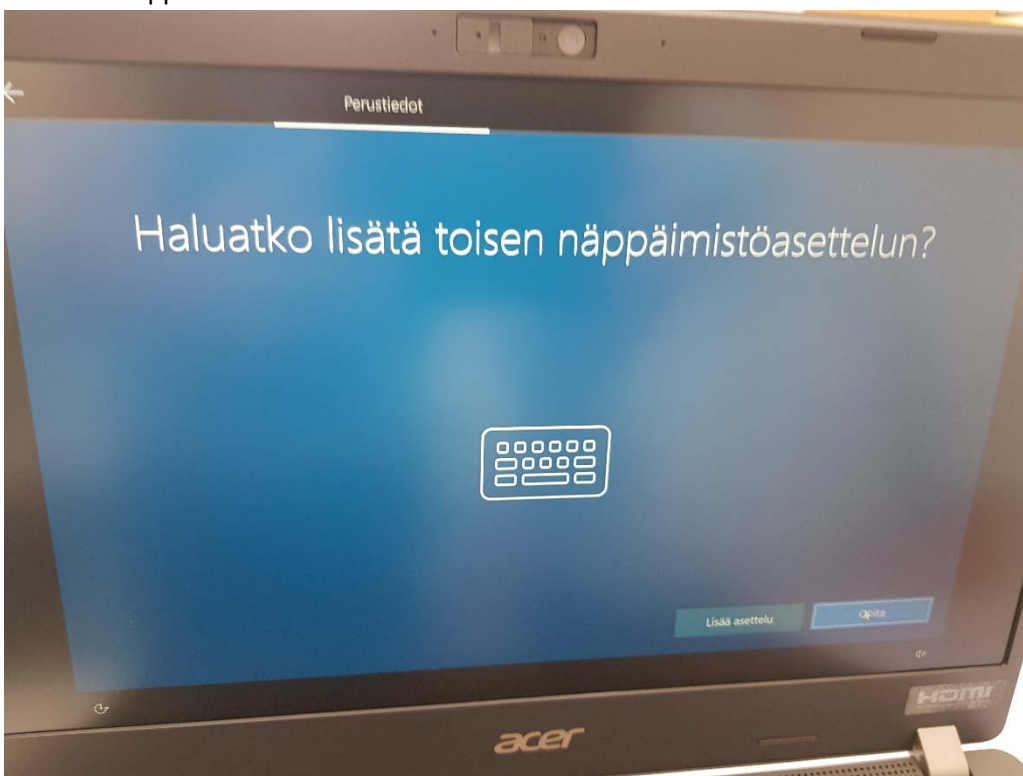 Perustiedot
Haluatko lisätä toisen näppäimistöasettelun?
Lisää asettelu
Ohita
HDMI
acer